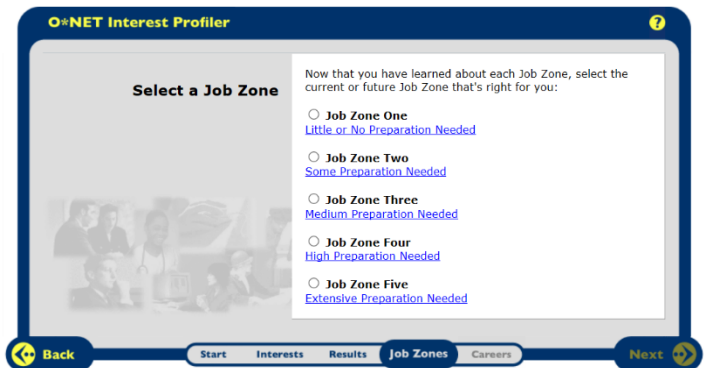 O*NET Interest Profiler
?
Select a Job Zone
Now that you have learned about each Job Zone, select the
current or future Job Zone that's right for you:
Job Zone One
Little or No Preparation Needed
Job Zone Two
Some Preparation Needed
Job Zone Three
Medium Preparation Needed
Job Zone Four
High Preparation Needed
Job Zone Five
Extensive Preparation Needed
Back
Start Interests Results Job Zones Careers
Next